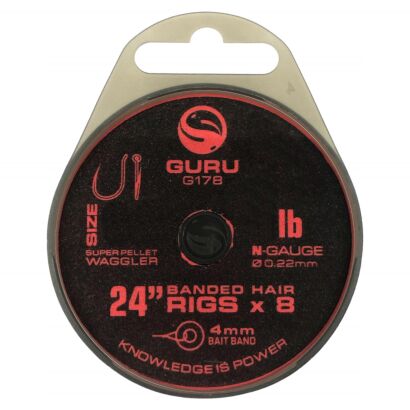 GURU
G178
SIZE
SUPER PELLET
WAGGLER
lb
N-GAUGE
Ø0.22mm
24” BANDED HAIR
RIGS x 8
4mm
BAIT BAND
KNOWLEDGE IS POWER